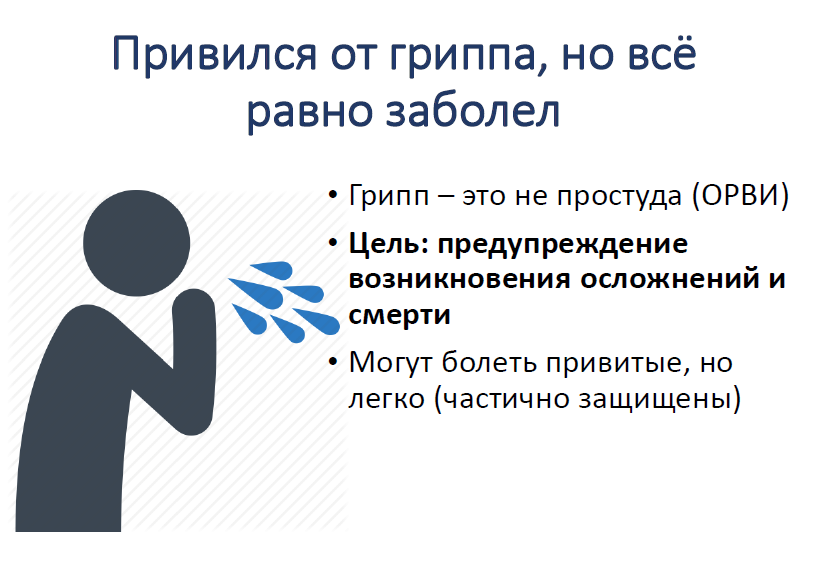 Привился от гриппа, но всё
равно заболел
• Грипп – это не простуда (ОРВИ)
• Цель: предупреждение
возникновения осложнений и
смерти
• Могут болеть привитые, но
легко (частично защищены)